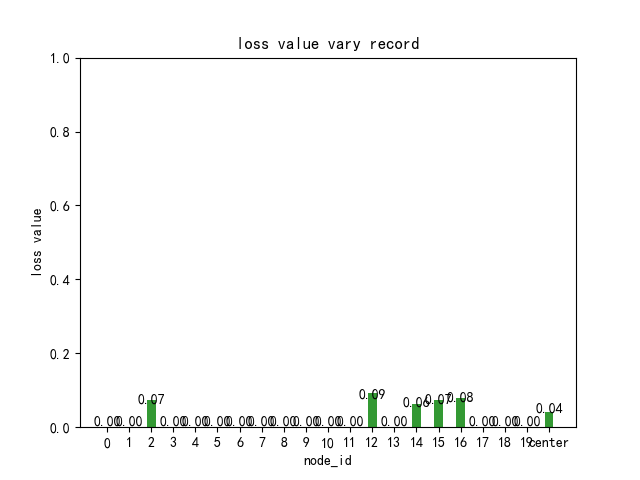 loss value vary record
1.0
0.8
0.6
0.4
0.2
0.0
loss value
0.00 0.00 0.07 0.00 0.00 0.00 0.00 0.00 0.00 0.00 0.00 0.00 0.09 0.00 0.06 0.07 0.08 0.00 0.00 0.00 0.04
0 1 2 3 4 5 6 7 8 9 10 11 12 13 14 15 16 17 18 19 center
node_id